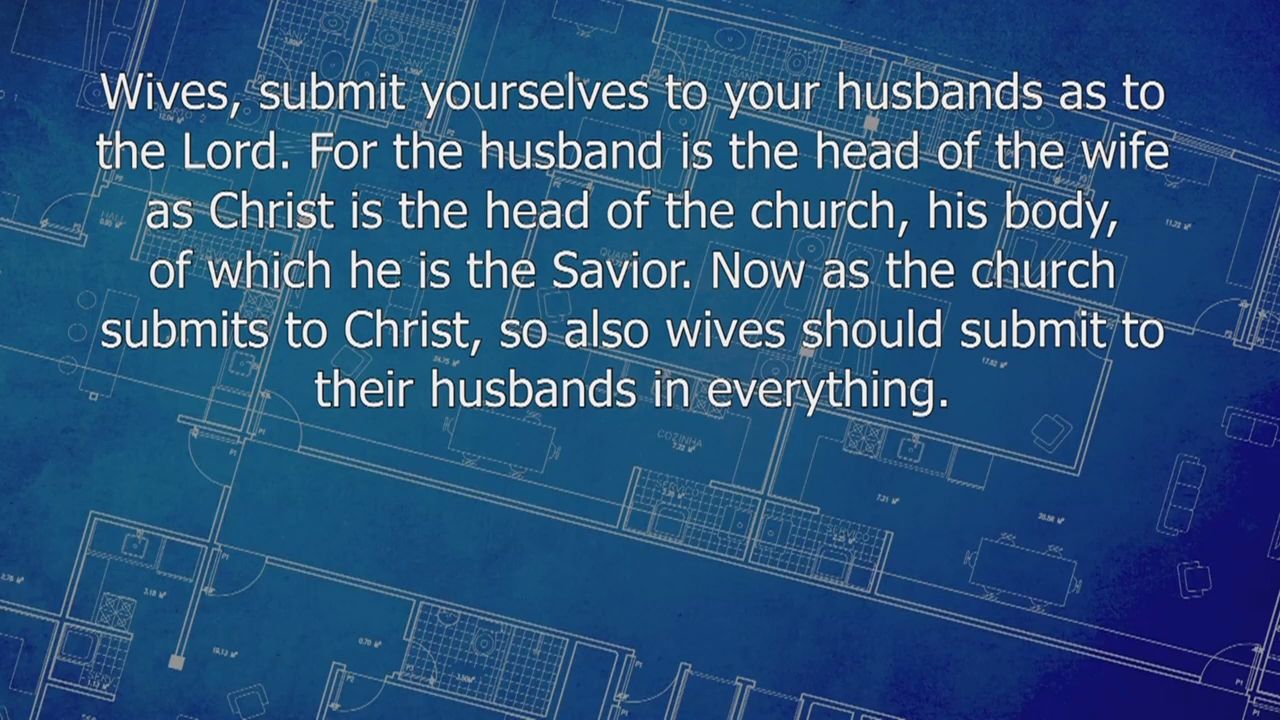 Wives, submit yourselves to your husbands as to
the Lord. For the husband is the head of the wife
as Christ is the head of the church, his body,
of which he is the Savior. Now as the church
submits to Christ, so also wives should submit to
their husbands in everything.
COZINHA